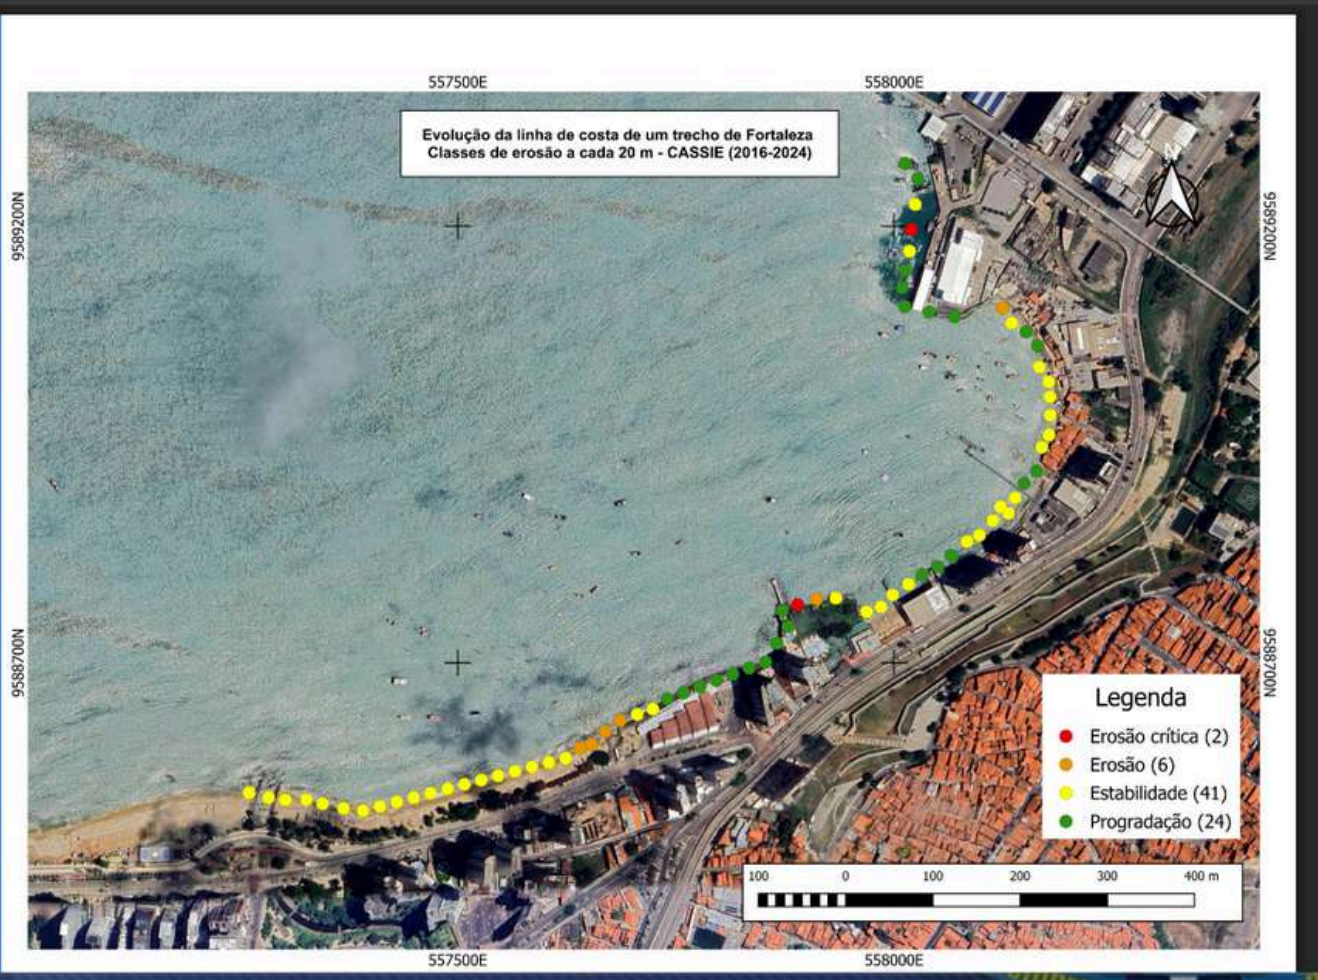 557500E
558000E
Evolução da linha de costa de um trecho de Fortaleza
Classes de erosão a cada 20 m - CASSIE (2016-2024)
N
9589200N
9589200N
9588700N
9588700N
Legenda
Erosão crítica (2)
Erosão (6)
Estabilidade (41)
Progradação (24)
100 0 100 200 300 400 m
557500E
558000E